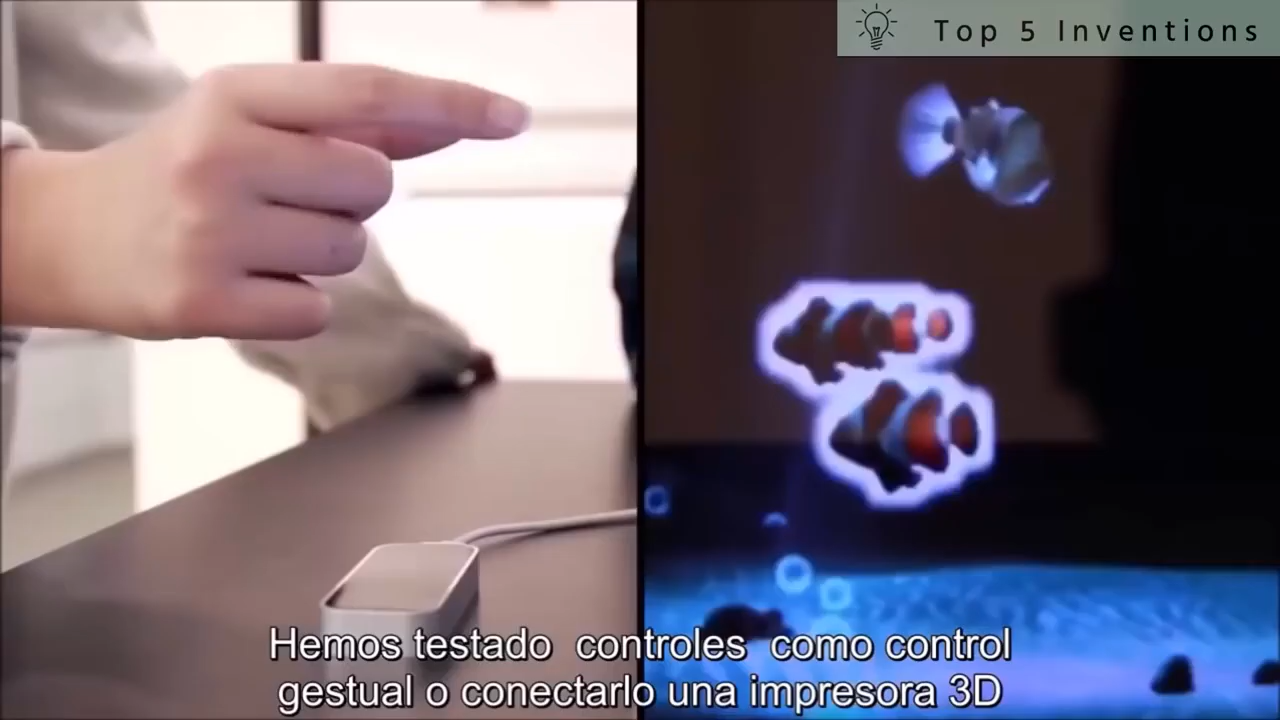 Top 5 Inventions
Hemos testado controles como control
gestual o conectarlo una impresora 3D